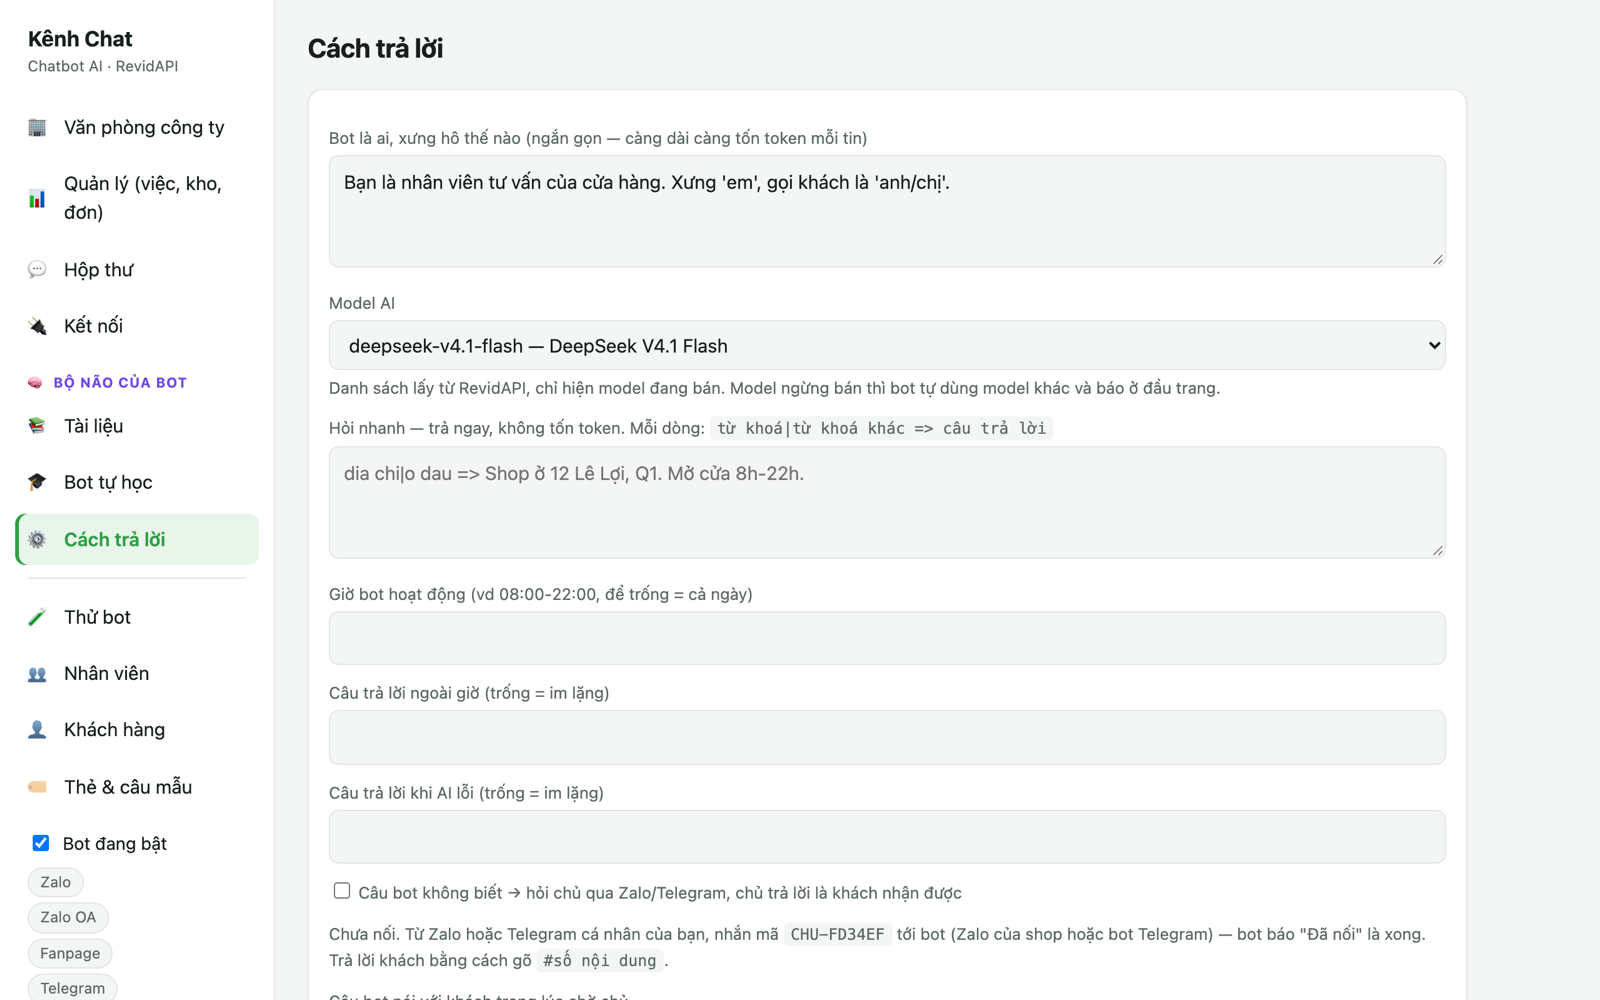 Kênh Chat
Chatbot AI · RevidAPI
Văn phòng công ty
Quản lý (việc, kho,
đơn)
Hộp thư
Kết nối
BỘ NÃO CỦA BOT
Tài liệu
Bot tự học
Cách trả lời
Thử bot
Nhân viên
Khách hàng
Thẻ & câu mẫu
Bot đang bật
Zalo
Zalo OA
Fanpage
Telegram
Cách trả lời
Bot là ai, xưng hô thế nào (ngắn gọn — càng dài càng tốn token mỗi tin)
Bạn là nhân viên tư vấn của cửa hàng. Xưng 'em', gọi khách là 'anh/chị'.
Model AI
deepseek-v4.1-flash — DeepSeek V4.1 Flash
Danh sách lấy từ RevidAPI, chỉ hiện model đang bán. Model ngừng bán thì bot tự dùng model khác và báo ở đầu trang.
Hỏi nhanh — trả ngay, không tốn token. Mỗi dòng: từ khoá|từ khoá khác => câu trả lời
dia chi|o dau => Shop ở 12 Lê Lợi, Q1. Mở cửa 8h-22h.
Giờ bot hoạt động (vd 08:00-22:00, để trống = cả ngày)
Câu trả lời ngoài giờ (trống = im lặng)
Câu trả lời khi AI lỗi (trống = im lặng)
Câu bot không biết → hỏi chủ qua Zalo/Telegram, chủ trả lời là khách nhận được
Chưa nối. Từ Zalo hoặc Telegram cá nhân của bạn, nhắn mã CHU-FD34EF tới bot (Zalo của shop hoặc bot Telegram) — bot báo "Đã nối" là xong.
Trả lời khách bằng cách gõ #số nội dung.
Câu bot nói với khách trong lúc chờ chủ